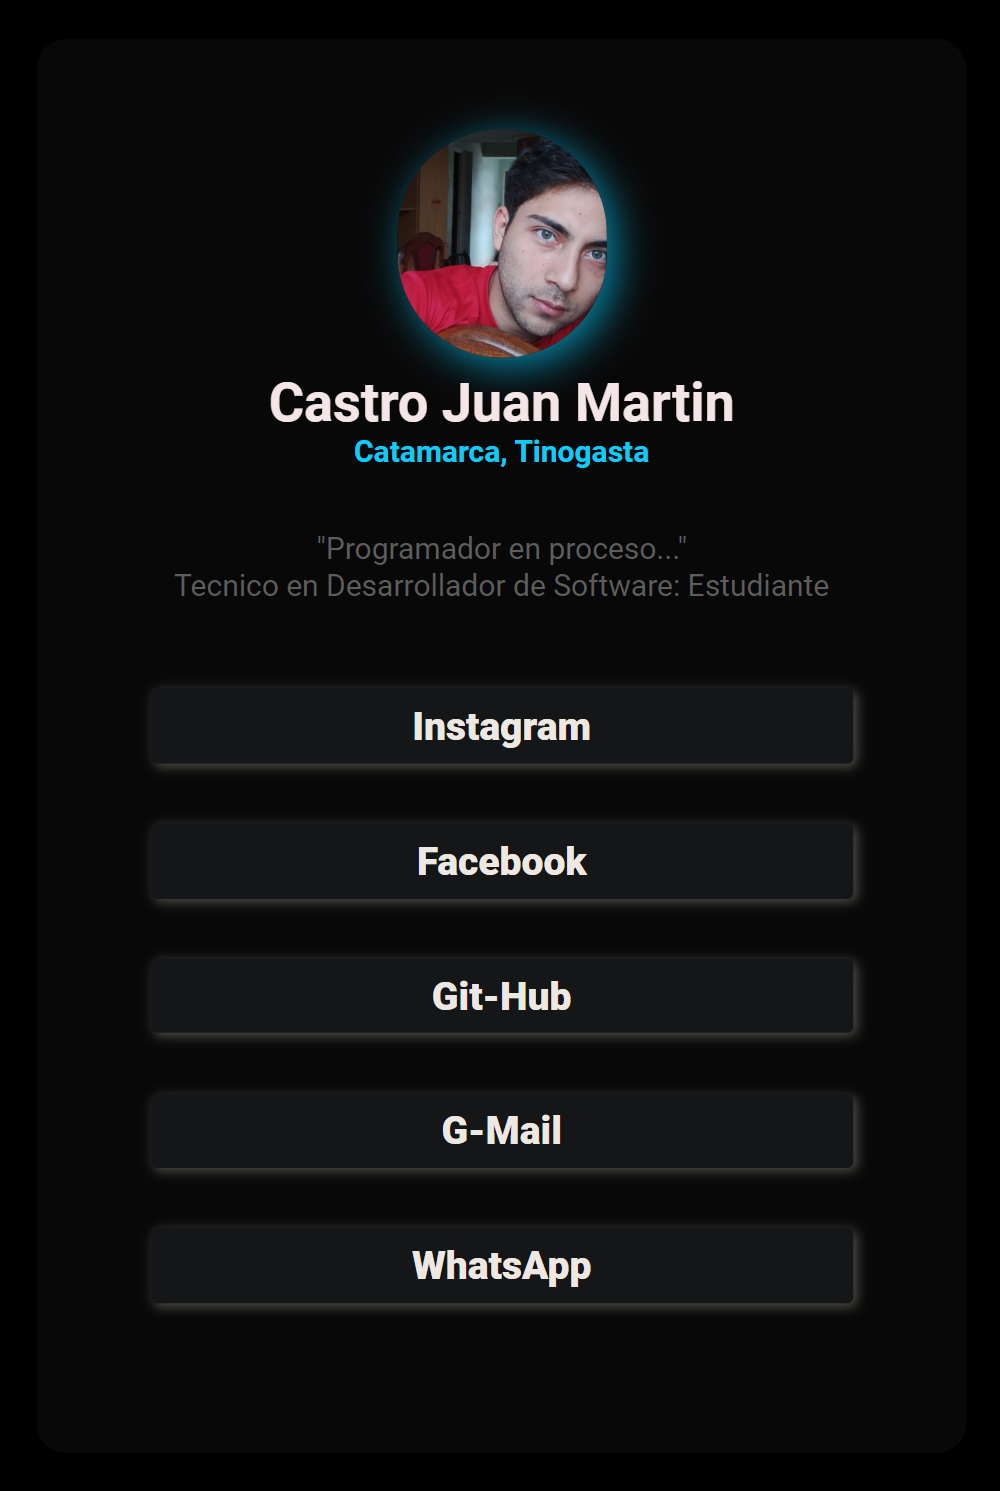 Castro Juan Martin
Catamarca, Tinogasta
"Programador en proceso..."
Tecnico en Desarrollador de Software: Estudiante
Instagram
Facebook
Git-Hub
G-Mail
WhatsApp